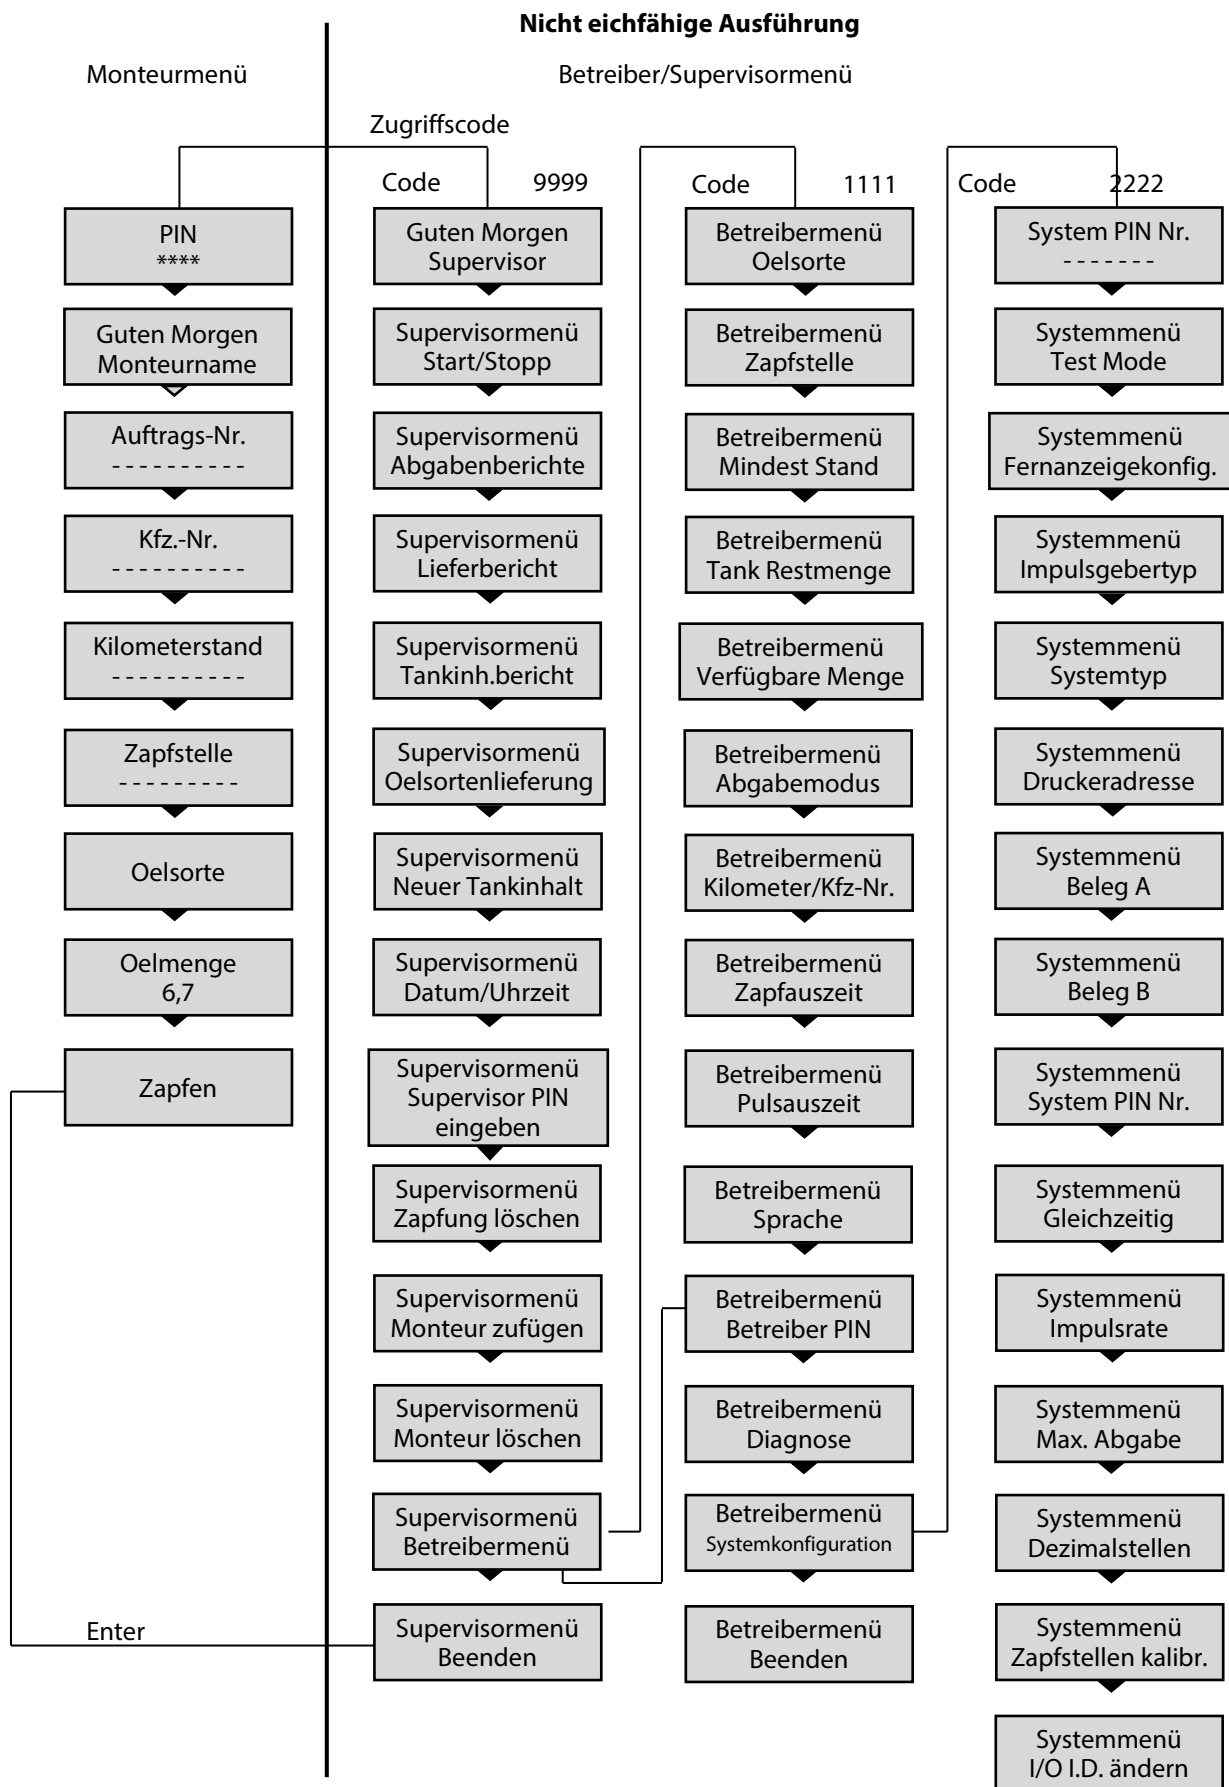 Nicht eichfähige Ausführung
Monteurmenü
Betreiber/Supervisormenü
Zugriffscode
PIN
****
Guten Morgen
Monteurname
Auftrags-Nr.
- - - - - - - - - -
Kfz.-Nr.
- - - - - - - - - -
Kilometerstand
- - - - - - - - - -
Zapfstelle
- - - - - - - - -
Oelsorte
Oelmenge
6,7
Zapfen
Enter
Code 9999
Guten Morgen
Supervisor
Supervisormenü
Start/Stopp
Supervisormenü
Abgabenberichte
Supervisormenü
Lieferbericht
Supervisormenü
Tankinh.bericht
Supervisormenü
Oelsortenlieferung
Supervisormenü
Neuer Tankinhalt
Supervisormenü
Datum/Uhrzeit
Supervisormenü
Supervisor PIN
eingeben
Supervisormenü
Zapfung löschen
Supervisormenü
Monteur zufügen
Supervisormenü
Monteur löschen
Supervisormenü
Betreibermenü
Supervisormenü
Beenden
Code 1111
Betreibermenü
Oelsorte
Betreibermenü
Zapfstelle
Betreibermenü
Mindest Stand
Betreibermenü
Tank Restmenge
Betreibermenü
Verfügbare Menge
Betreibermenü
Abgabemodus
Betreibermenü
Kilometer/Kfz-Nr.
Betreibermenü
Zapfauszeit
Betreibermenü
Pulsauszeit
Betreibermenü
Sprache
Betreibermenü
Betreiber PIN
Betreibermenü
Diagnose
Betreibermenü
Systemkonfiguration
Betreibermenü
Beenden
Code 2222
System PIN Nr.
- - - - - - -
Systemmenü
Test Mode
Systemmenü
Fernanzeigekonfig.
Systemmenü
Impulsgebertyp
Systemmenü
Systemtyp
Systemmenü
Druckeradresse
Systemmenü
Beleg A
Systemmenü
Beleg B
Systemmenü
System PIN Nr.
Systemmenü
Gleichzeitig
Systemmenü
Impulsrate
Systemmenü
Max. Abgabe
Systemmenü
Dezimalstellen
Systemmenü
Zapfstellen kalibr.
Systemmenü
I/O I.D. ändern